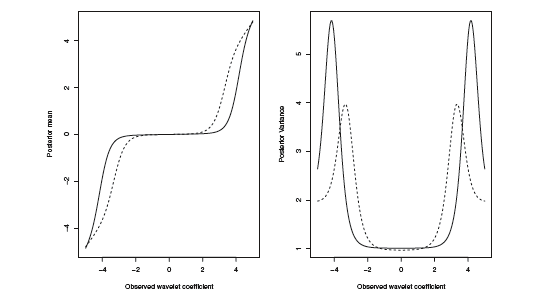 Posterior mean
4
2
0
−2
−4
−4 −2 0 2 4
Observed wavelet coefficient
Posterior Variance
5
4
3
2
1
−4 −2 0 2 4
Observed wavelet coefficient